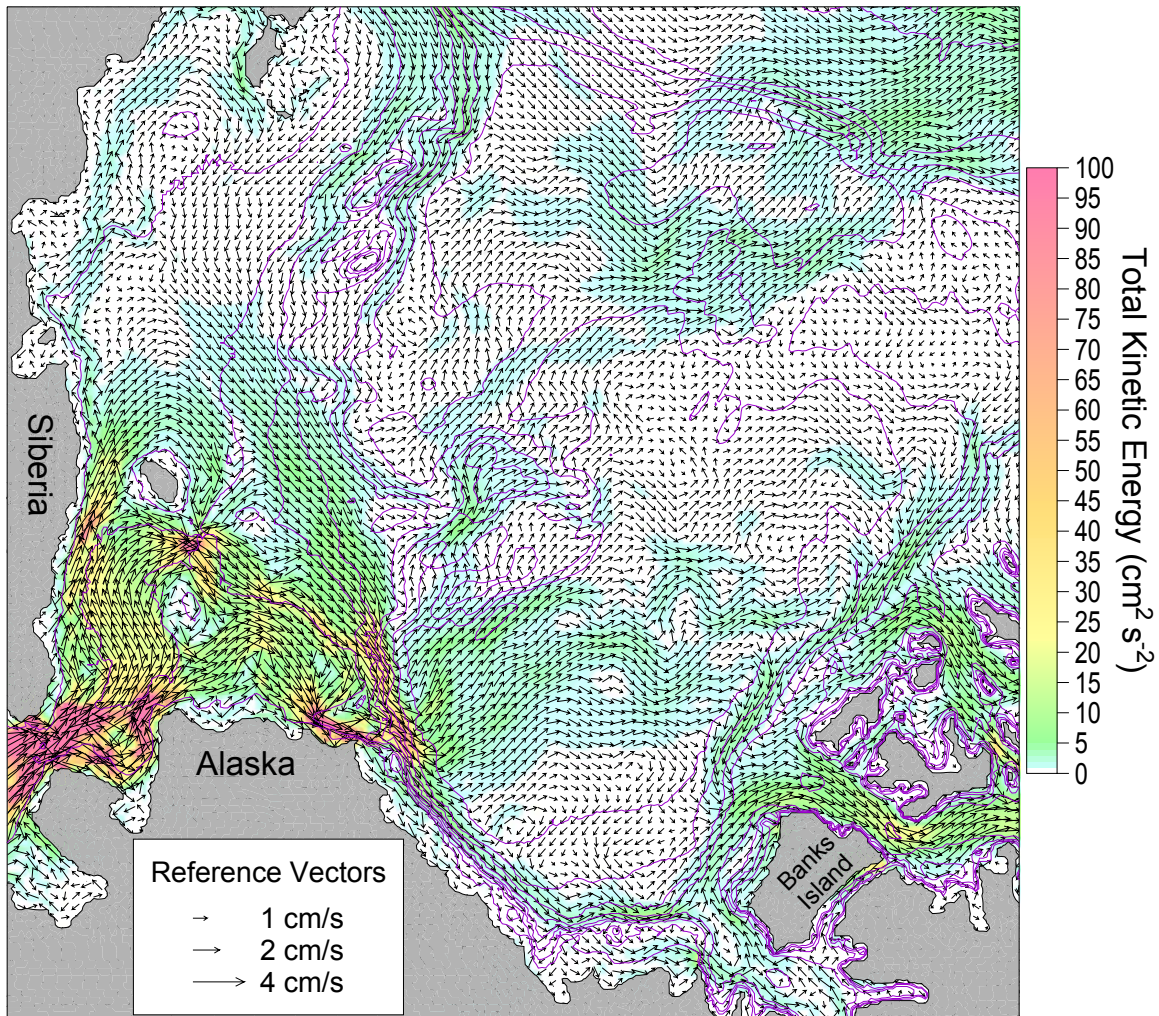 Siberia
Alaska
Banks
Island
Reference Vectors
1 cm/s
2 cm/s
4 cm/s
100
95
90
85
80
75
70
65
60
55
50
45
40
35
30
25
20
15
10
5
0
Total Kinetic Energy (cm² s⁻²)